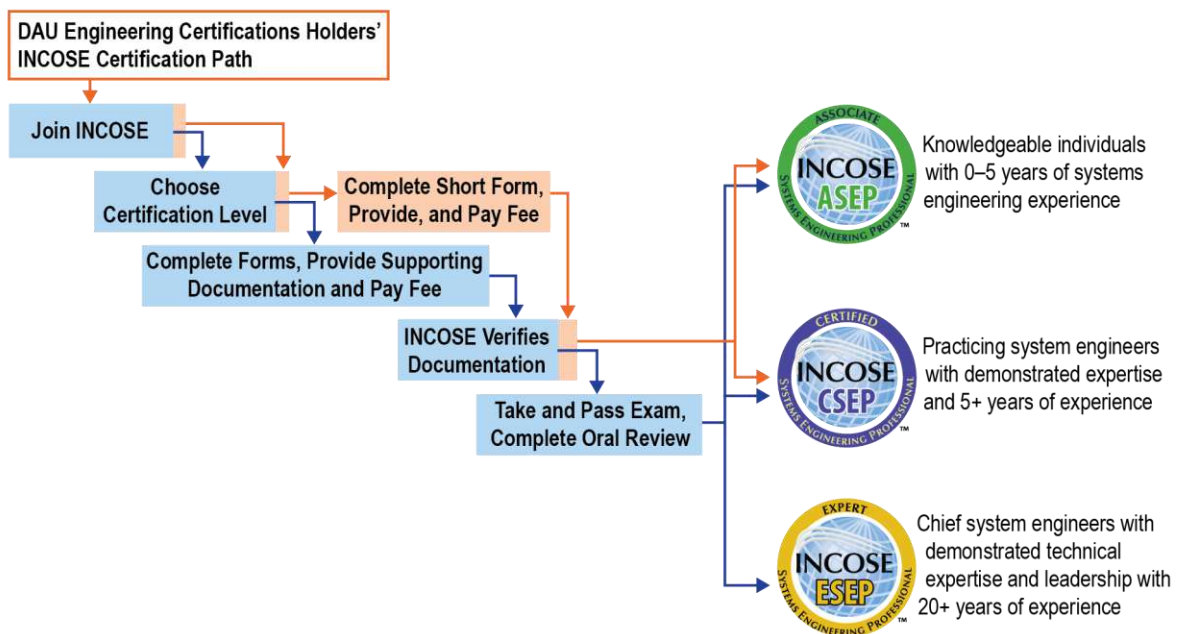 DAU Engineering Certifications Holders'
INCOSE Certification Path
Join INCOSE
Choose
Certification Level
Complete Short Form,
Provide, and Pay Fee
Complete Forms, Provide Supporting
Documentation and Pay Fee
INCOSE Verifies
Documentation
Take and Pass Exam,
Complete Oral Review
ASSOCIATE
INCOSE
ASEP
SYSTEMS ENGINEERING PROFESSIONAL
™
Knowledgeable individuals
with 0–5 years of systems
engineering experience
CERTIFIED
INCOSE
CSEP
SYSTEMS ENGINEERING PROFESSIONAL
™
Practicing system engineers
with demonstrated expertise
and 5+ years of experience
EXPERT
INCOSE
ESEP
SYSTEMS ENGINEERING PROFESSIONAL
™
Chief system engineers with
demonstrated technical
expertise and leadership with
20+ years of experience